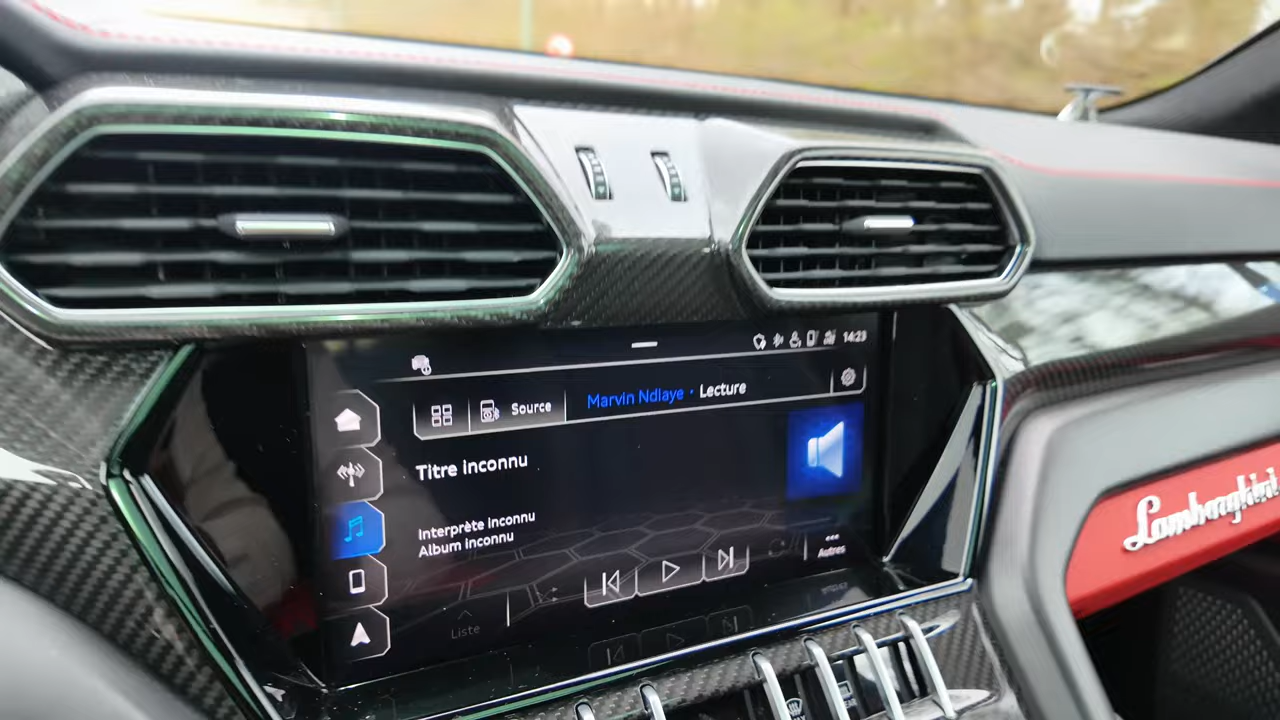 14:23
Source
Marvin Ndiaye · Lecture
Titre inconnu
Interprète inconnu
Album inconnu
Autres
Liste
Lamborghini